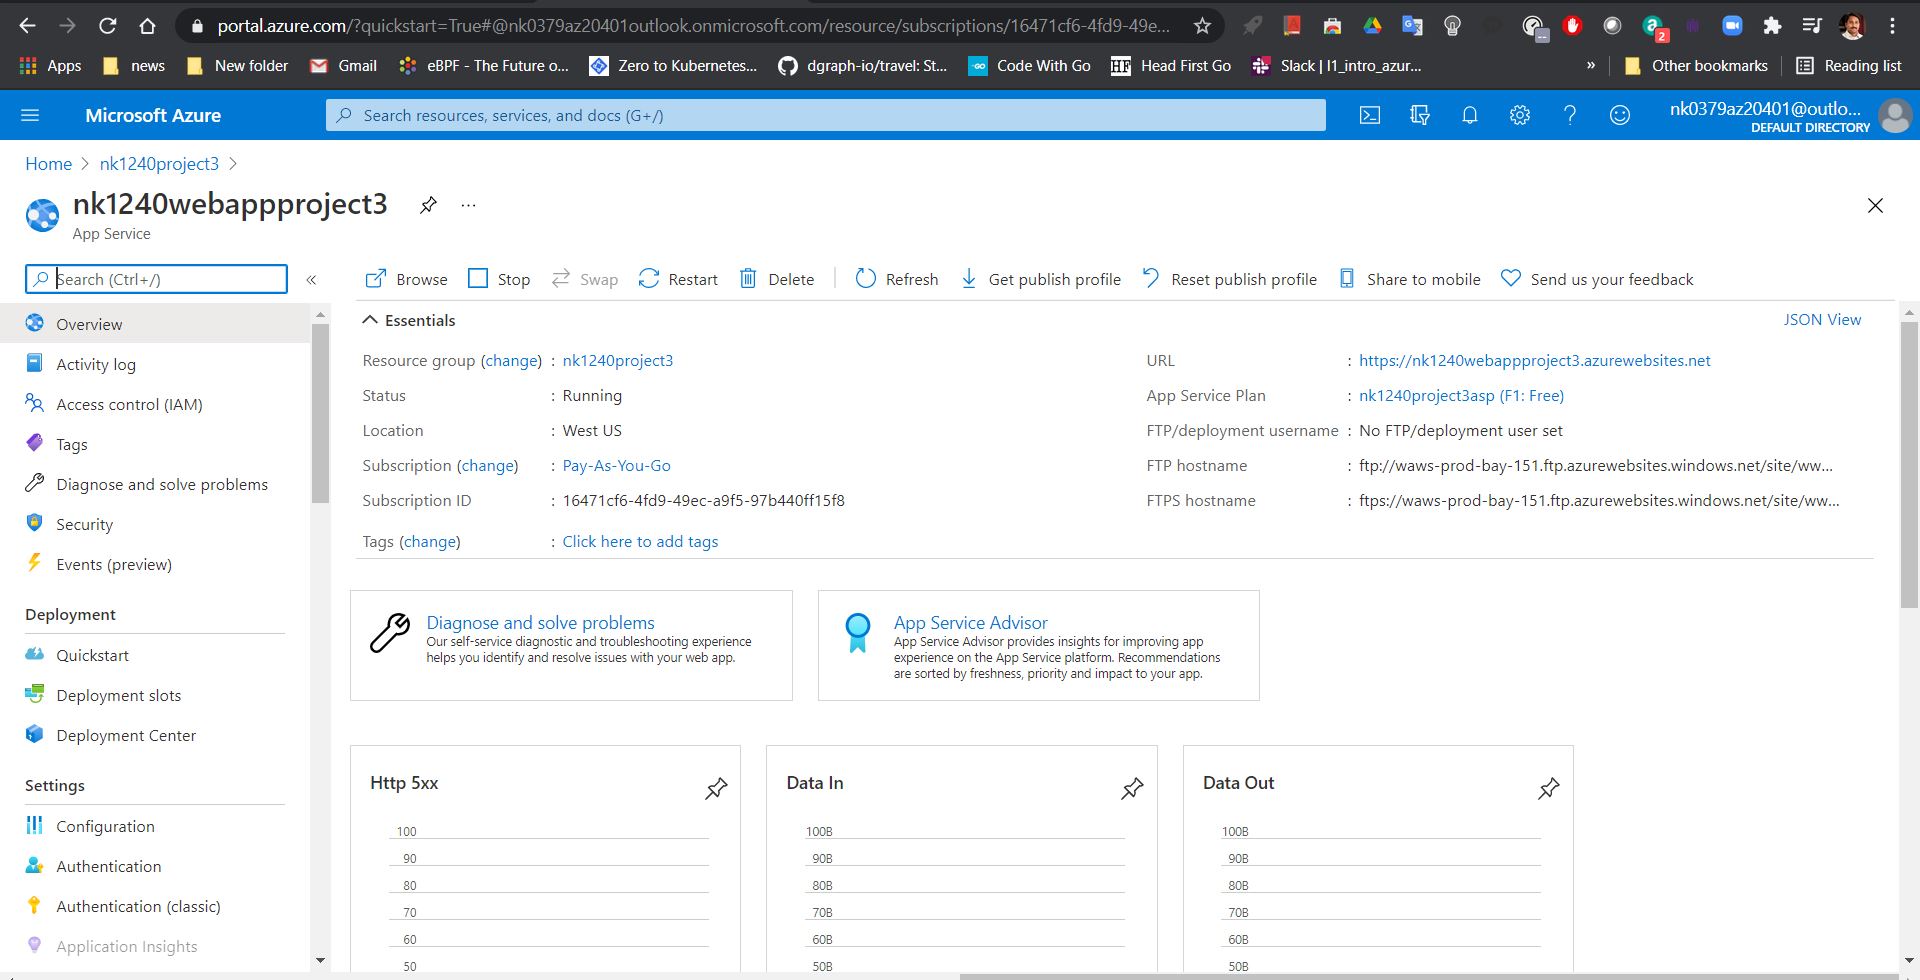 portal.azure.com/?quickstart=True#@nk0379az20401outlook.onmicrosoft.com/resource/subscriptions/16471cf6-4fd9-49e...
2
Apps news New folder Gmail eBPF - The Future o... Zero to Kubernetes... dgraph-io/travel: St... GO Code With Go HF Head First Go Slack | l1_intro_azur... » Other bookmarks Reading list
Microsoft Azure
Search resources, services, and docs (G+/)
nk0379az20401@outlo...
DEFAULT DIRECTORY
Home > nk1240project3 >
nk1240webappproject3 ...
App Service
Search (Ctrl+/) «
Browse Stop Swap Restart Delete Refresh Get publish profile Reset publish profile Share to mobile Send us your feedback
Overview
Activity log
Access control (IAM)
Tags
Diagnose and solve problems
Security
Events (preview)
Deployment
Quickstart
Deployment slots
Deployment Center
Settings
Configuration
Authentication
Authentication (classic)
Application Insights
Essentials
JSON View
Resource group (change) : nk1240project3
Status : Running
Location : West US
Subscription (change) : Pay-As-You-Go
Subscription ID : 16471cf6-4fd9-49ec-a9f5-97b440ff15f8
Tags (change) : Click here to add tags
URL : https://nk1240webappproject3.azurewebsites.net
App Service Plan : nk1240project3asp (F1: Free)
FTP/deployment username : No FTP/deployment user set
FTP hostname : ftp://waws-prod-bay-151.ftp.azurewebsites.windows.net/site/ww...
FTPS hostname : ftps://waws-prod-bay-151.ftp.azurewebsites.windows.net/site/ww...
Diagnose and solve problems
Our self-service diagnostic and troubleshooting experience
helps you identify and resolve issues with your web app.
App Service Advisor
App Service Advisor provides insights for improving app
experience on the App Service platform. Recommendations
are sorted by freshness, priority and impact to your app.
Http 5xx
100
90
80
70
60
50
Data In
100B
90B
80B
70B
60B
50B
Data Out
100B
90B
80B
70B
60B
50B